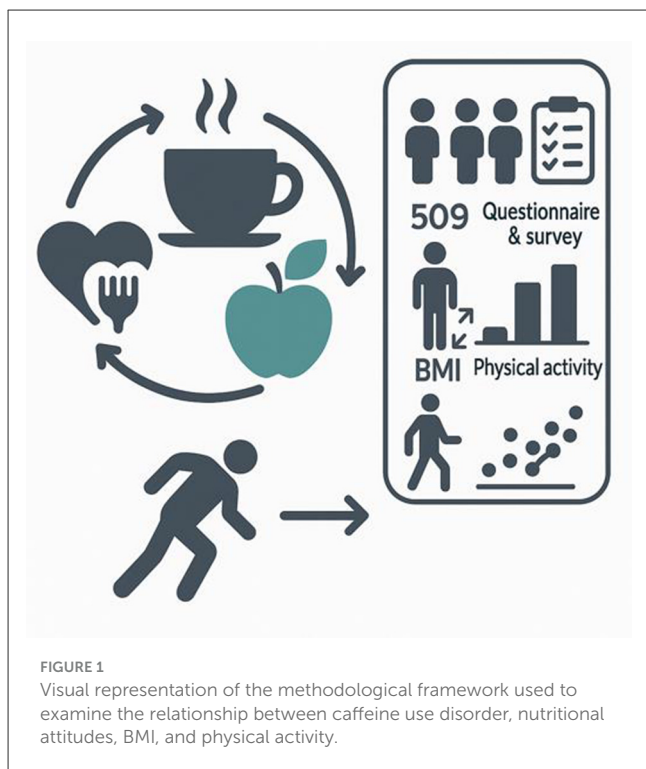 509 Questionnaire
& survey
BMI Physical activity
FIGURE 1
Visual representation of the methodological framework used to
examine the relationship between caffeine use disorder, nutritional
attitudes, BMI, and physical activity.